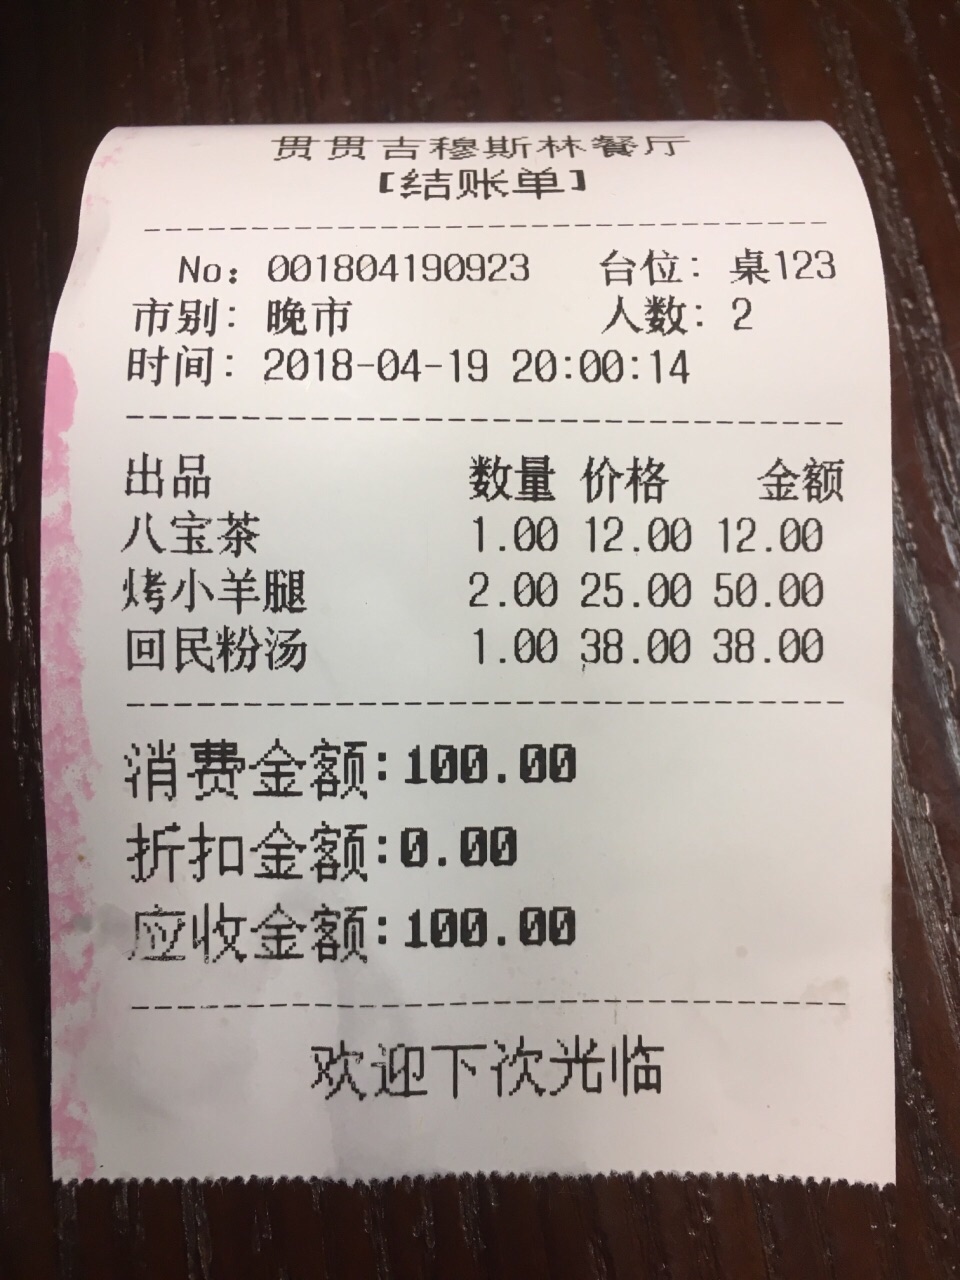 贯贯吉穆斯林餐厅
【结账单】
No：001804190923 台位：桌123
市别：晚市 人数：2
时间：2018-04-19 20:00:14
出品 数量 价格 金额
八宝茶 1.00 12.00 12.00
烤小羊腿 2.00 25.00 50.00
回民粉汤 1.00 38.00 38.00
消费金额:100.00
折扣金额:0.00
应收金额:100.00
欢迎下次光临